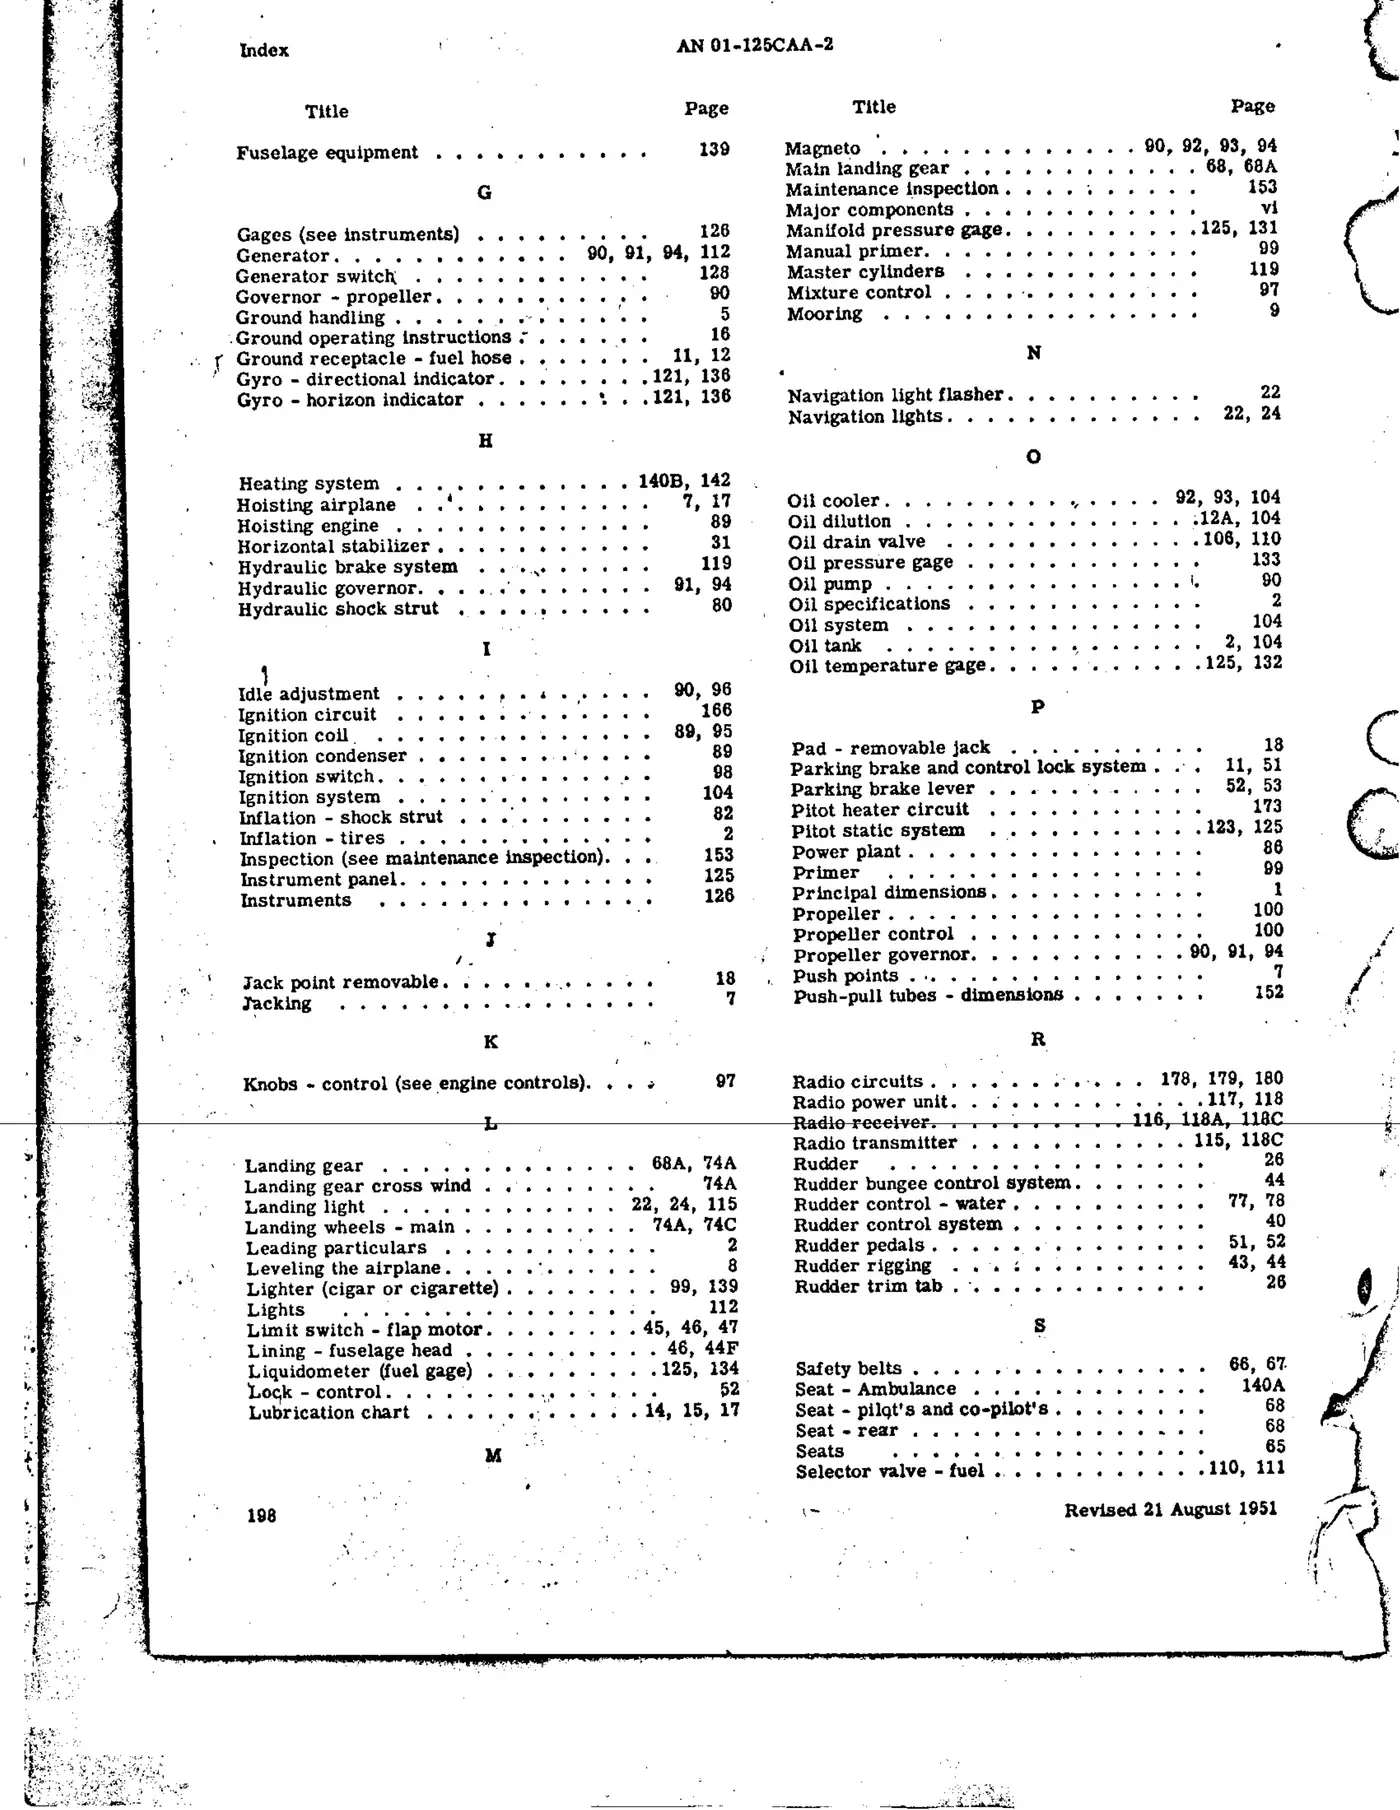 Index
AN 01-125CAA-2
Title Page
Fuselage equipment . . . . . . . . . . . 139
G
Gages (see instruments) . . . . . . . . . 126
Generator. . . . . . . . . . . . 90, 91, 94, 112
Generator switch . . . . . . . . . . . . 128
Governor - propeller. . . . . . . . . . . 90
Ground handling . . . . . . . . . . . . . 5
Ground operating instructions . . . . . . . 16
Ground receptacle - fuel hose . . . . . . . 11, 12
Gyro - directional indicator. . . . . . . . 121, 136
Gyro - horizon indicator . . . . . . . . . 121, 136
H
Heating system . . . . . . . . . . . . 140B, 142
Hoisting airplane . . . . . . . . . . . . 7, 17
Hoisting engine . . . . . . . . . . . . . 89
Horizontal stabilizer . . . . . . . . . . . 31
Hydraulic brake system . . . . . . . . . 119
Hydraulic governor. . . . . . . . . . . . 91, 94
Hydraulic shock strut . . . . . . . . . . 80
I
Idle adjustment . . . . . . . . . . . . . 90, 96
Ignition circuit . . . . . . . . . . . . . 166
Ignition coil . . . . . . . . . . . . . . 89, 95
Ignition condenser . . . . . . . . . . . . 89
Ignition switch. . . . . . . . . . . . . . 98
Ignition system . . . . . . . . . . . . . 104
Inflation - shock strut . . . . . . . . . . 82
Inflation - tires . . . . . . . . . . . . . 2
Inspection (see maintenance inspection). . . 153
Instrument panel. . . . . . . . . . . . . 125
Instruments . . . . . . . . . . . . . . 126
J
Jack point removable. . . . . . . . . . . 18
Jacking . . . . . . . . . . . . . . . . 7
K
Knobs - control (see engine controls). . . . 97
L
Landing gear . . . . . . . . . . . . . 68A, 74A
Landing gear cross wind . . . . . . . . . 74A
Landing light . . . . . . . . . . . . 22, 24, 115
Landing wheels - main . . . . . . . . . 74A, 74C
Leading particulars . . . . . . . . . . . 2
Leveling the airplane. . . . . . . . . . . 8
Lighter (cigar or cigarette) . . . . . . . . 99, 139
Lights . . . . . . . . . . . . . . . . 112
Limit switch - flap motor. . . . . . . . 45, 46, 47
Lining - fuselage head . . . . . . . . . . 46, 44F
Liquidometer (fuel gage) . . . . . . . . . 125, 134
Lock - control. . . . . . . . . . . . . . 52
Lubrication chart . . . . . . . . . . . 14, 15, 17
M
Title Page
Magneto . . . . . . . . . . . . . 90, 92, 93, 94
Main landing gear . . . . . . . . . . . . 68, 68A
Maintenance inspection . . . . . . . . . . 153
Major components . . . . . . . . . . . . vi
Manifold pressure gage. . . . . . . . . . 125, 131
Manual primer. . . . . . . . . . . . . . 99
Master cylinders . . . . . . . . . . . . 119
Mixture control . . . . . . . . . . . . . 97
Mooring . . . . . . . . . . . . . . . . 9
N
Navigation light flasher. . . . . . . . . . 22
Navigation lights. . . . . . . . . . . . . 22, 24
O
Oil cooler. . . . . . . . . . . . . . 92, 93, 104
Oil dilution . . . . . . . . . . . . . . . 12A, 104
Oil drain valve . . . . . . . . . . . . . 106, 110
Oil pressure gage . . . . . . . . . . . . 133
Oil pump . . . . . . . . . . . . . . . . 90
Oil specifications . . . . . . . . . . . . 2
Oil system . . . . . . . . . . . . . . . 104
Oil tank . . . . . . . . . . . . . . . . 2, 104
Oil temperature gage. . . . . . . . . . . 125, 132
P
Pad - removable jack . . . . . . . . . . 18
Parking brake and control lock system . . . 11, 51
Parking brake lever . . . . . . . . . . . 52, 53
Pitot heater circuit . . . . . . . . . . . 173
Pitot static system . . . . . . . . . . . 123, 125
Power plant . . . . . . . . . . . . . . . 86
Primer . . . . . . . . . . . . . . . . 99
Principal dimensions. . . . . . . . . . . 1
Propeller . . . . . . . . . . . . . . . . 100
Propeller control . . . . . . . . . . . . 100
Propeller governor. . . . . . . . . . . 90, 91, 94
Push points . . . . . . . . . . . . . . . 7
Push-pull tubes - dimensions . . . . . . . 152
R
Radio circuits . . . . . . . . . . . 178, 179, 180
Radio power unit. . . . . . . . . . . . . 117, 118
Radio receiver. . . . . . . . . . 116, 118A, 118C
Radio transmitter . . . . . . . . . . . 115, 118C
Rudder . . . . . . . . . . . . . . . . 26
Rudder bungee control system. . . . . . . 44
Rudder control - water . . . . . . . . . . 77, 78
Rudder control system . . . . . . . . . . 40
Rudder pedals . . . . . . . . . . . . . . 51, 52
Rudder rigging . . . . . . . . . . . . . 43, 44
Rudder trim tab . . . . . . . . . . . . . 26
S
Safety belts . . . . . . . . . . . . . . . 66, 67
Seat - Ambulance . . . . . . . . . . . . 140A
Seat - pilot's and co-pilot's . . . . . . . . 68
Seat - rear . . . . . . . . . . . . . . . 68
Seats . . . . . . . . . . . . . . . . 65
Selector valve - fuel . . . . . . . . . . . 110, 111
198
Revised 21 August 1951